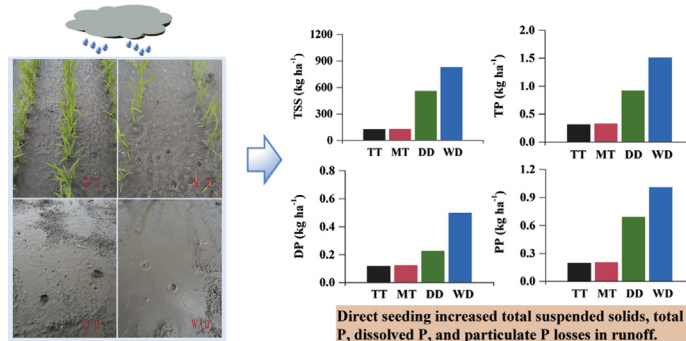 T T
M T
D D
W D
TSS (kg ha⁻¹)
1200
900
600
300
0
TT MT DD WD
TP (kg ha⁻¹)
2.0
1.5
1.0
0.5
0.0
TT MT DD WD
DP (kg ha⁻¹)
0.8
0.6
0.4
0.2
0.0
TT MT DD WD
PP (kg ha⁻¹)
1.2
0.9
0.6
0.3
0.0
TT MT DD WD
Direct seeding increased total suspended solids, total
P, dissolved P, and particulate P losses in runoff.